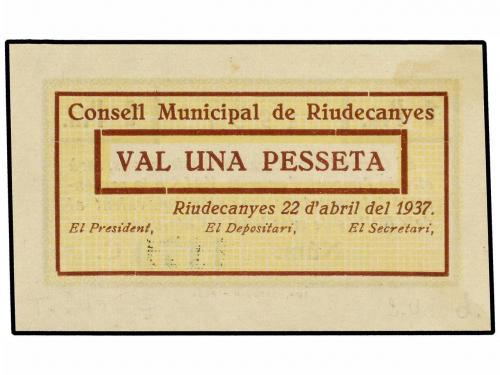 Consell Municipal de Riudecanyes
VAL UNA PESSETA
Riudecanyes 22 d'abril del 1937.
El President, El Depositari, El Secretari,